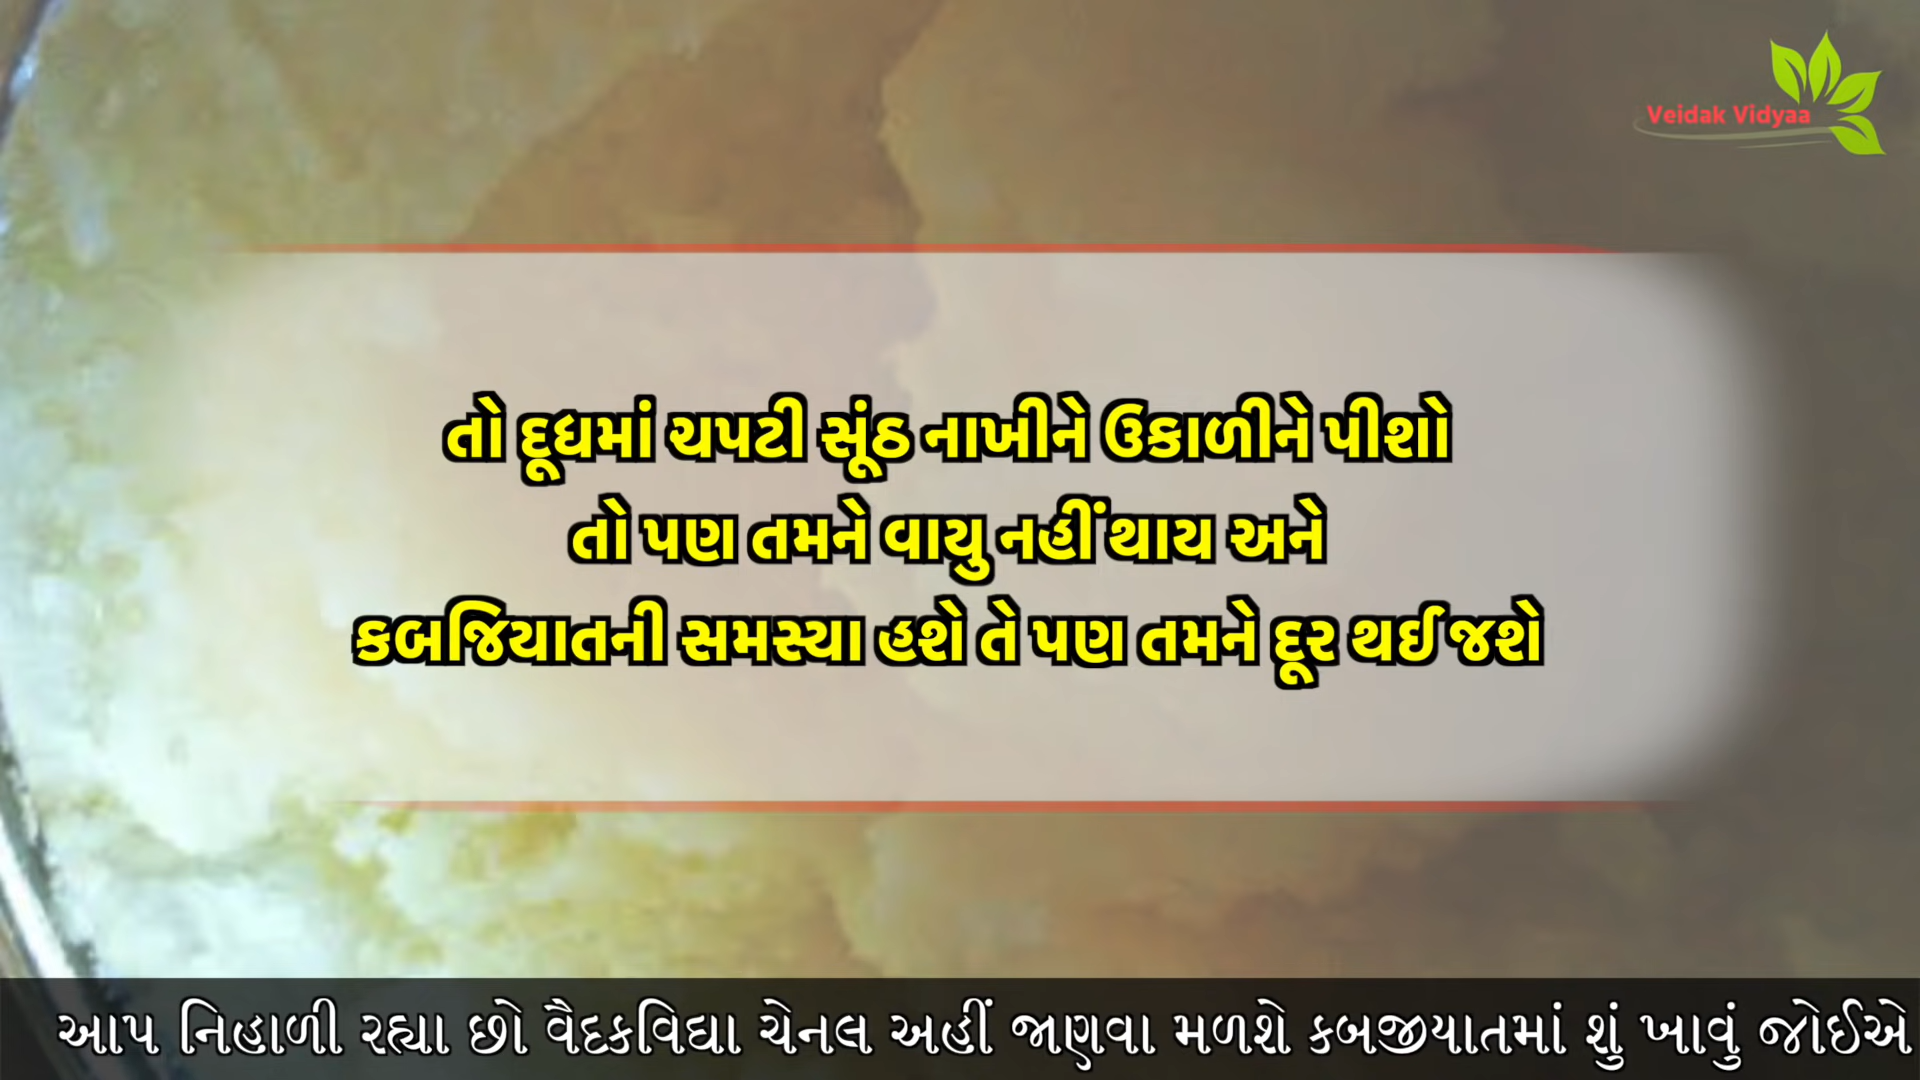 Veidak Vidyaa
તો દૂધમાં ચપટી સૂંઠ નાખીને ઉકાળીને પીશો
તો પણ તમને વાયુ નહીં થાય અને
કબજિયાતની સમસ્યા હશે તે પણ તમને દૂર થઈ જશે
આપ નિહાળી રહ્યા છો વૈદકવિદ્યા ચેનલ અહીં જાણવા મળશે કબજીયાતમાં શું ખાવું જોઈએ